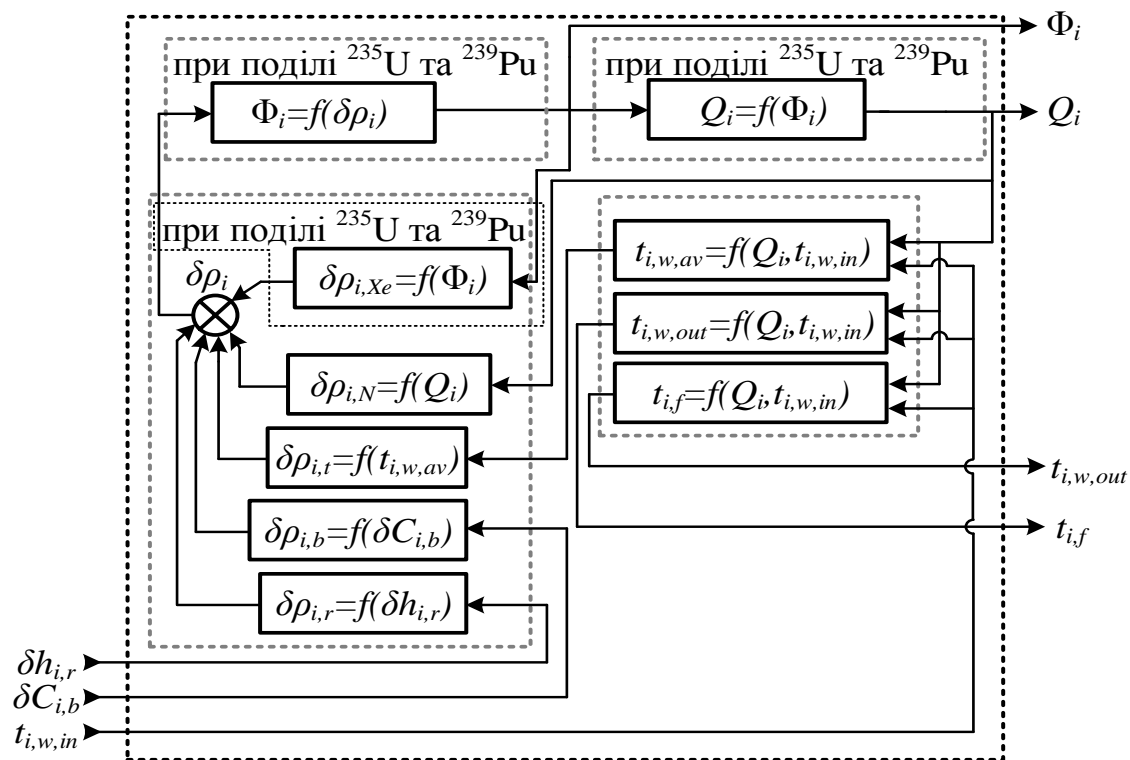 Φi
при поділі 235U та 239Pu
при поділі 235U та 239Pu
Φi=f(δρi)
Qi=f(Φi)
Qi
при поділі 235U та 239Pu
ti,w,av=f(Qi,ti,w,in)
δρi
δρi,Xe=f(Φi)
ti,w,out=f(Qi,ti,w,in)
δρi,N=f(Qi)
ti,f=f(Qi,ti,w,in)
δρi,t=f(ti,w,av)
ti,w,out
δρi,b=f(δCi,b)
ti,f
δρi,r=f(δhi,r)
δhi,r
δCi,b
ti,w,in